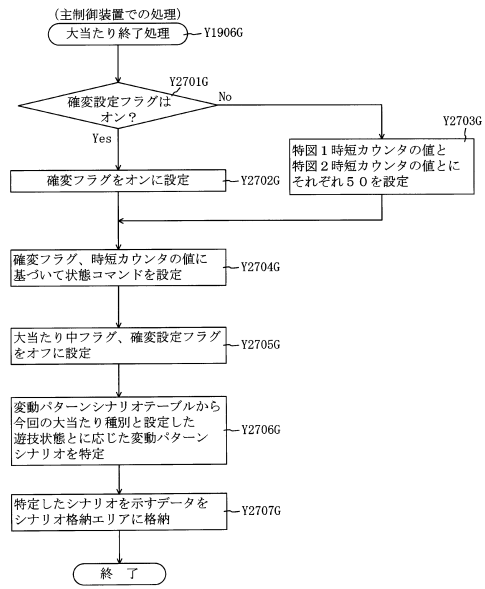 (主制御装置での処理)
大当たり終了処理
Y1906G
Y2701G
確変設定フラグは
オン？
No
Yes
Y2703G
特図１時短カウンタの値と
特図２時短カウンタの値とに
それぞれ５０を設定
確変フラグをオンに設定
Y2702G
確変フラグ、時短カウンタの値に
基づいて状態コマンドを設定
Y2704G
大当たり中フラグ、確変設定フラグ
をオフに設定
Y2705G
変動パターンシナリオテーブルから
今回の大当たり種別と設定した
遊技状態とに応じた変動パターン
シナリオを特定
Y2706G
特定したシナリオを示すデータを
シナリオ格納エリアに格納
Y2707G
終 了